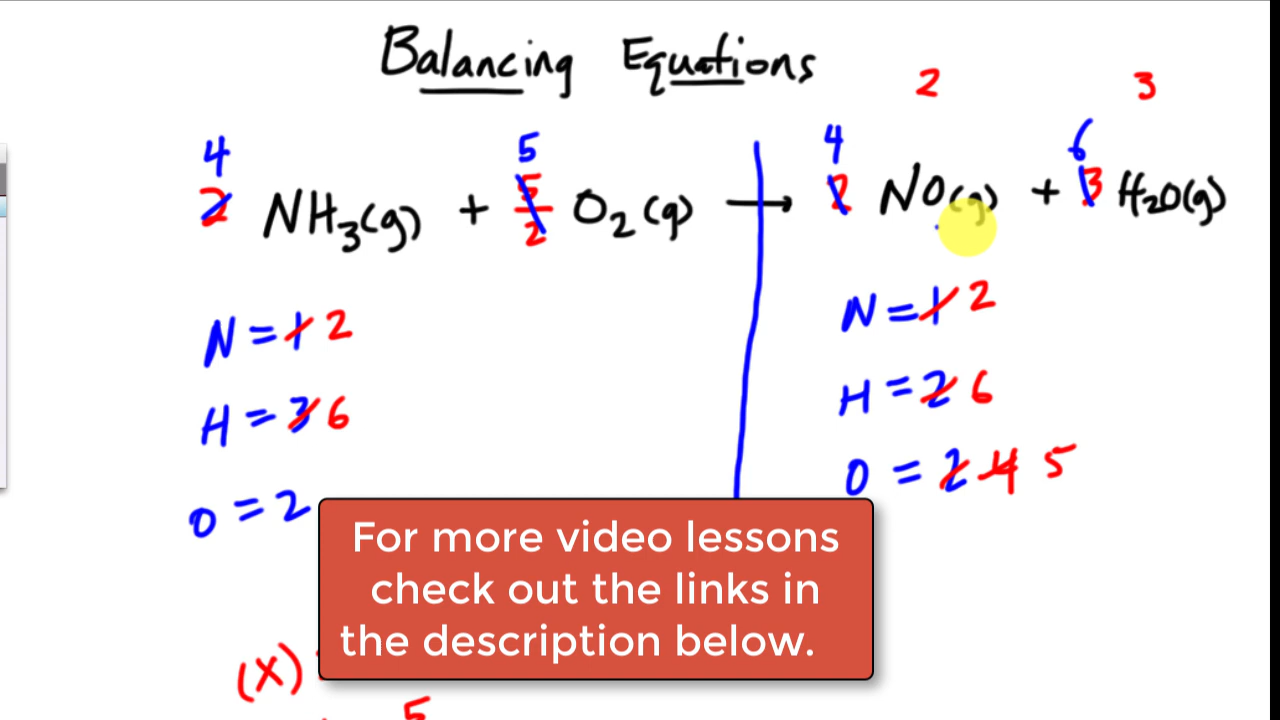 Balancing Equations
2 3
4 5 4 6
2 NH3(g) + 5/2 O2(g) → 2 NO(g) + 3 H2O(g)
N = 1 2
H = 3 6
O = 2
N = 1 2
H = 2 6
O = 2 4 5
For more video lessons
check out the links in
the description below.
(X)
5